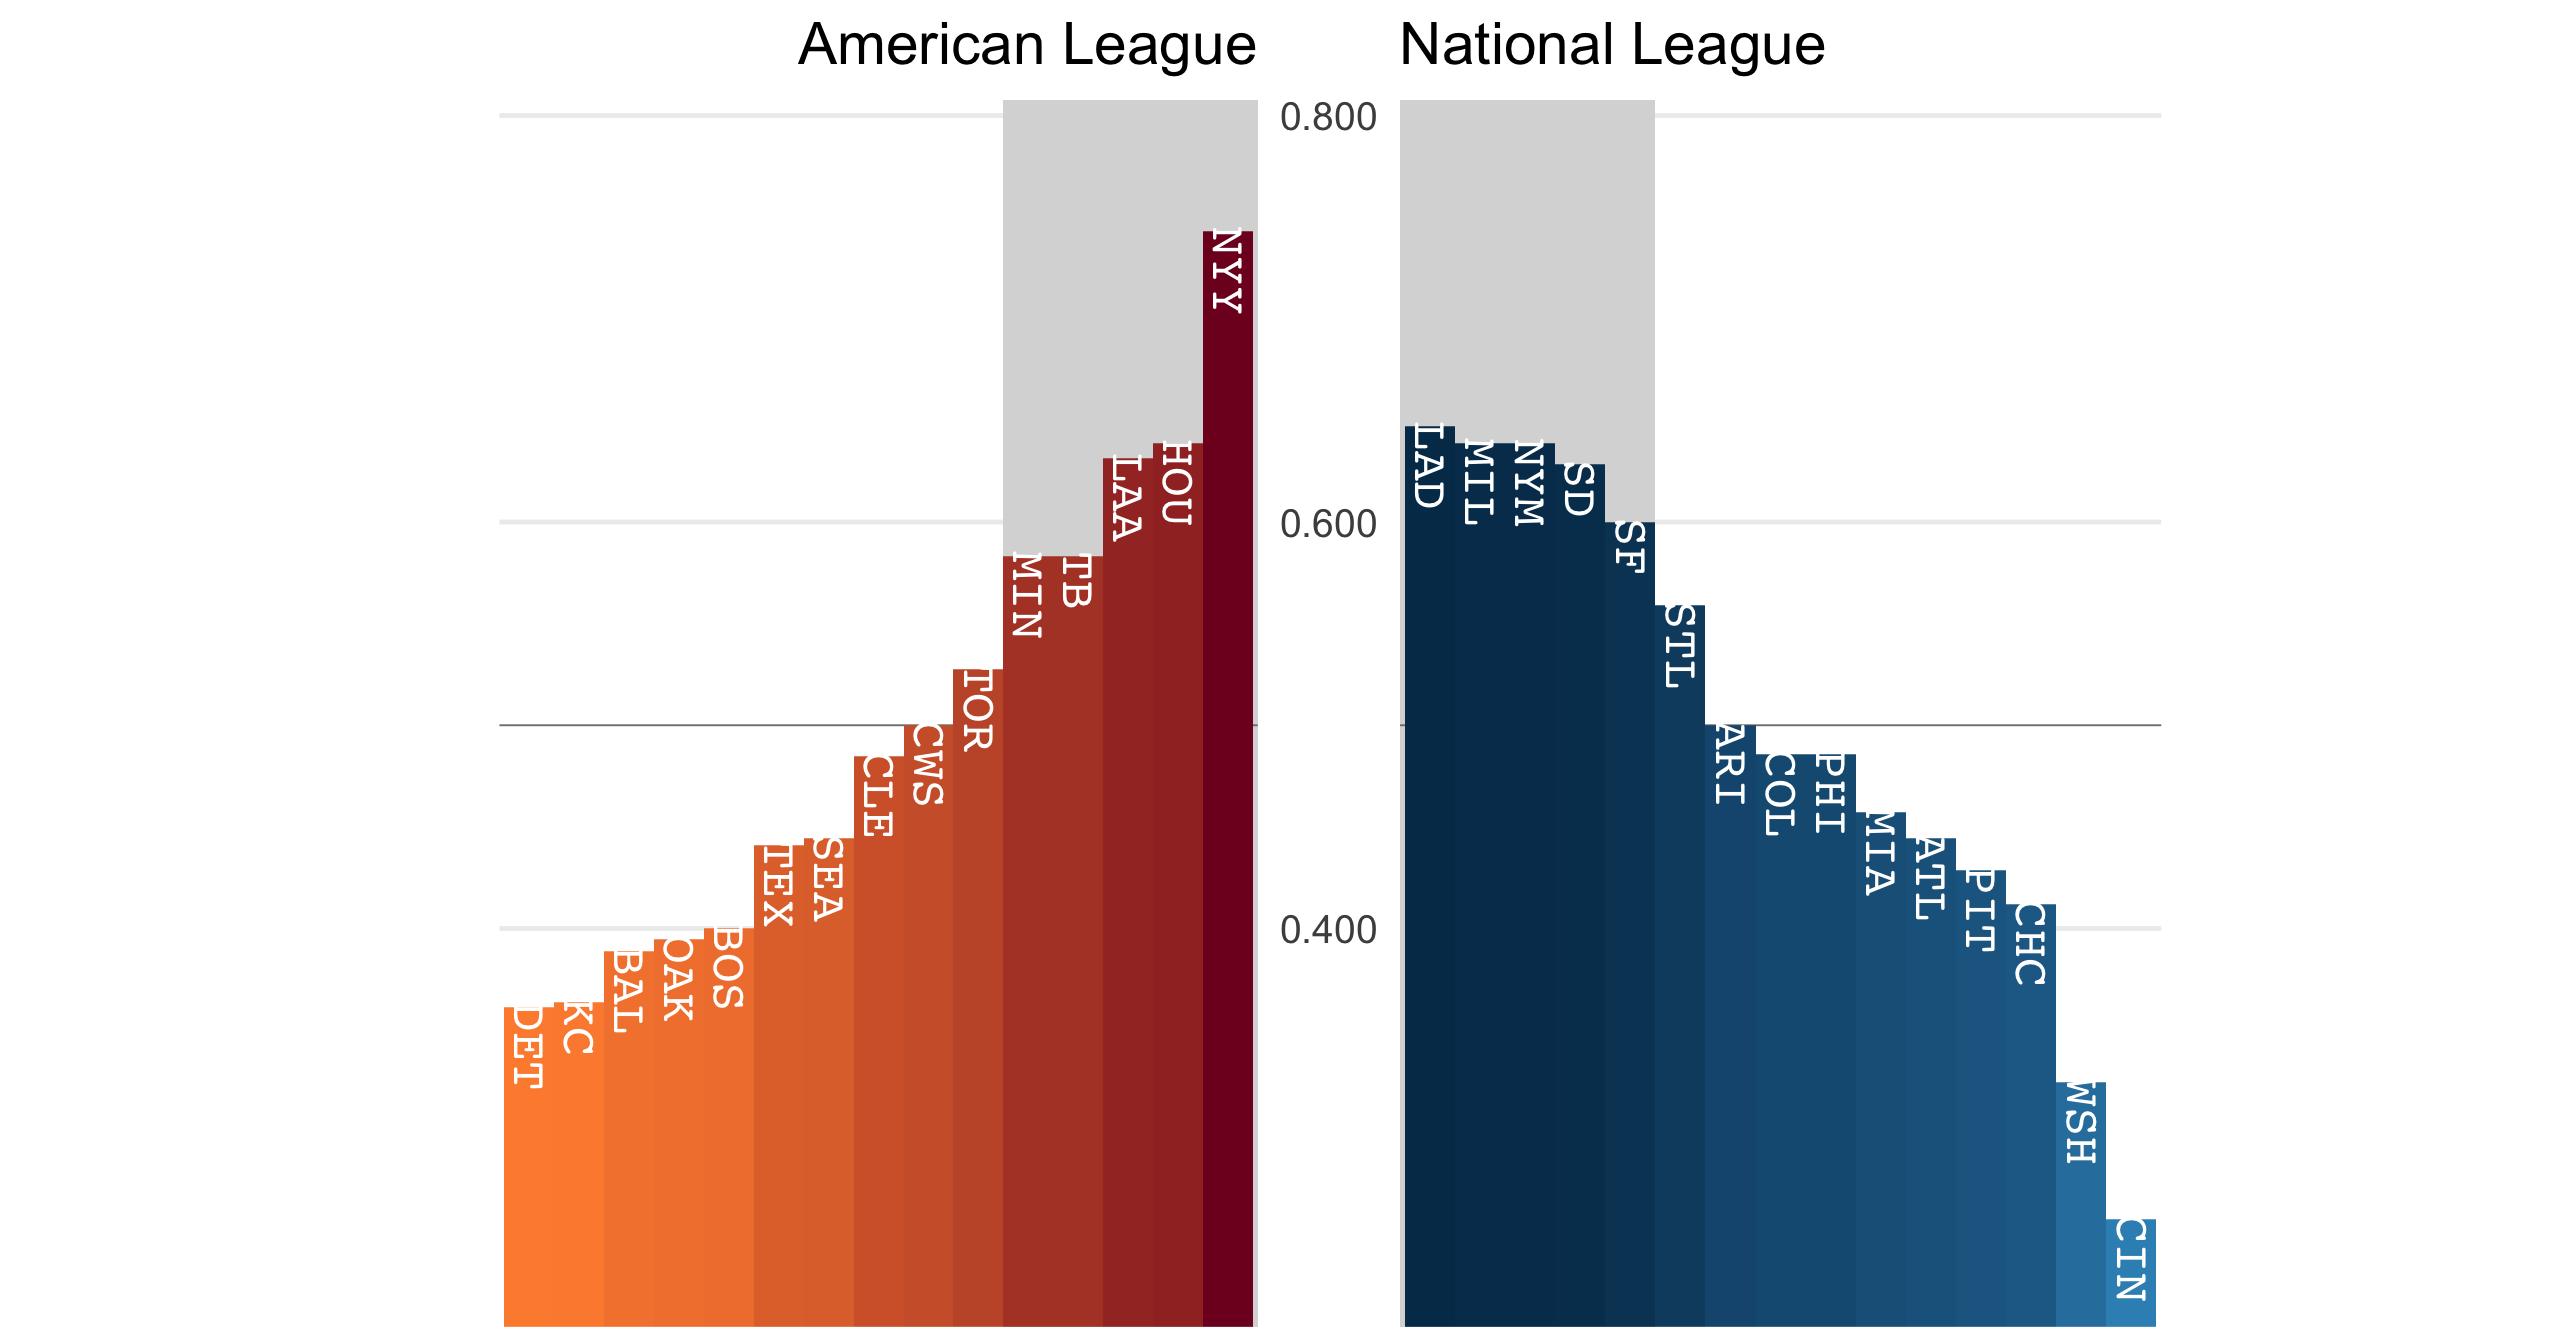 American League
National League
0.800
0.600
0.400
DET
KC
BAL
OAK
BOS
TEX
SEA
CLE
CWS
TOR
MIN
TB
LAA
HOU
NYY
LAD
MIL
NYM
SD
SF
STL
ARI
COL
PHI
MIA
ATL
PIT
CHC
WSH
CIN